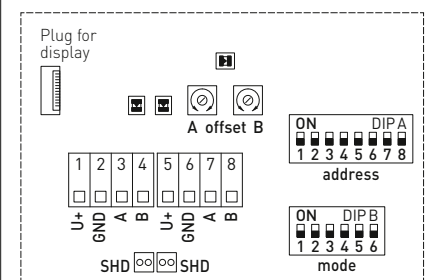 Plug for
display
A offset B
ON DIP A
1 2 3 4 5 6 7 8
address
1 2 3 4 5 6 7 8
U+ GND A B U+ GND A B
ON DIP B
1 2 3 4 5 6
mode
SHD SHD